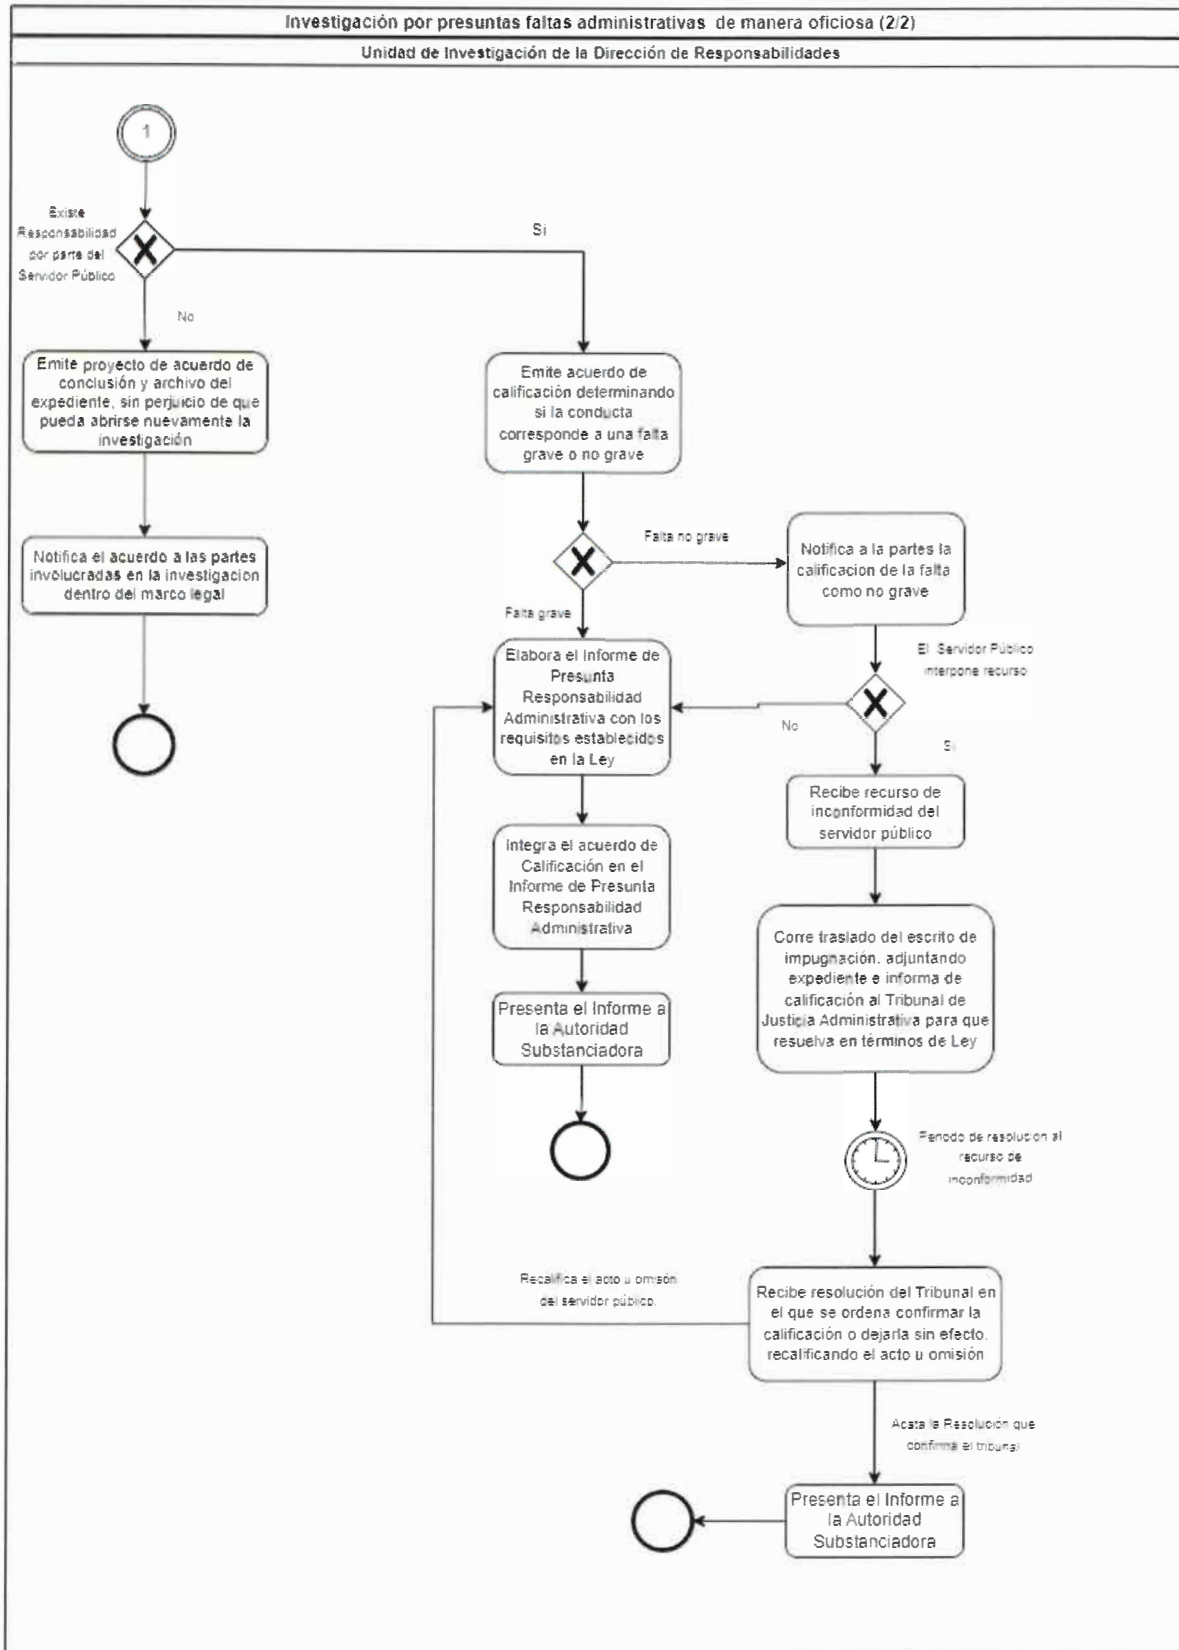 Investigación por presuntas faltas administrativas de manera oficiosa (2/2)
Unidad de Investigación de la Dirección de Responsabilidades
1
Existe
Responsabilidad
por parte del
Servidor Público
Si
No
Emite proyecto de acuerdo de
conclusión y archivo del
expediente, sin perjuicio de que
pueda abrirse nuevamente la
investigación
Notifica el acuerdo a las partes
involucradas en la investigacion
dentro del marco legal
Emite acuerdo de
calificación determinando
si la conducta
corresponde a una falta
grave o no grave
Falta no grave
Falta grave
Notifica a la partes la
calificacion de la falta
como no grave
El Servidor Público
interpone recurso
No
Si
Elabora el Informe de
Presunta
Responsabilidad
Administrativa con los
requisitos establecidos
en la Ley
Integra el acuerdo de
Calificación en el
Informe de Presunta
Responsabilidad
Administrativa
Presenta el Informe a
la Autoridad
Substanciadora
Recibe recurso de
inconformidad del
servidor público
Corre traslado del escrito de
impugnación, adjuntando
expediente e informa de
calificación al Tribunal de
Justicia Administrativa para que
resuelva en términos de Ley
Periodo de resolucion al
recurso de
inconformidad
Recalifica el acto u omisón
del servidor público.
Recibe resolución del Tribunal en
el que se ordena confirmar la
calificación o dejarla sin efecto,
recalificando el acto u omisión
Acata la Resolución que
confirma el tribunal
Presenta el Informe a
la Autoridad
Substanciadora